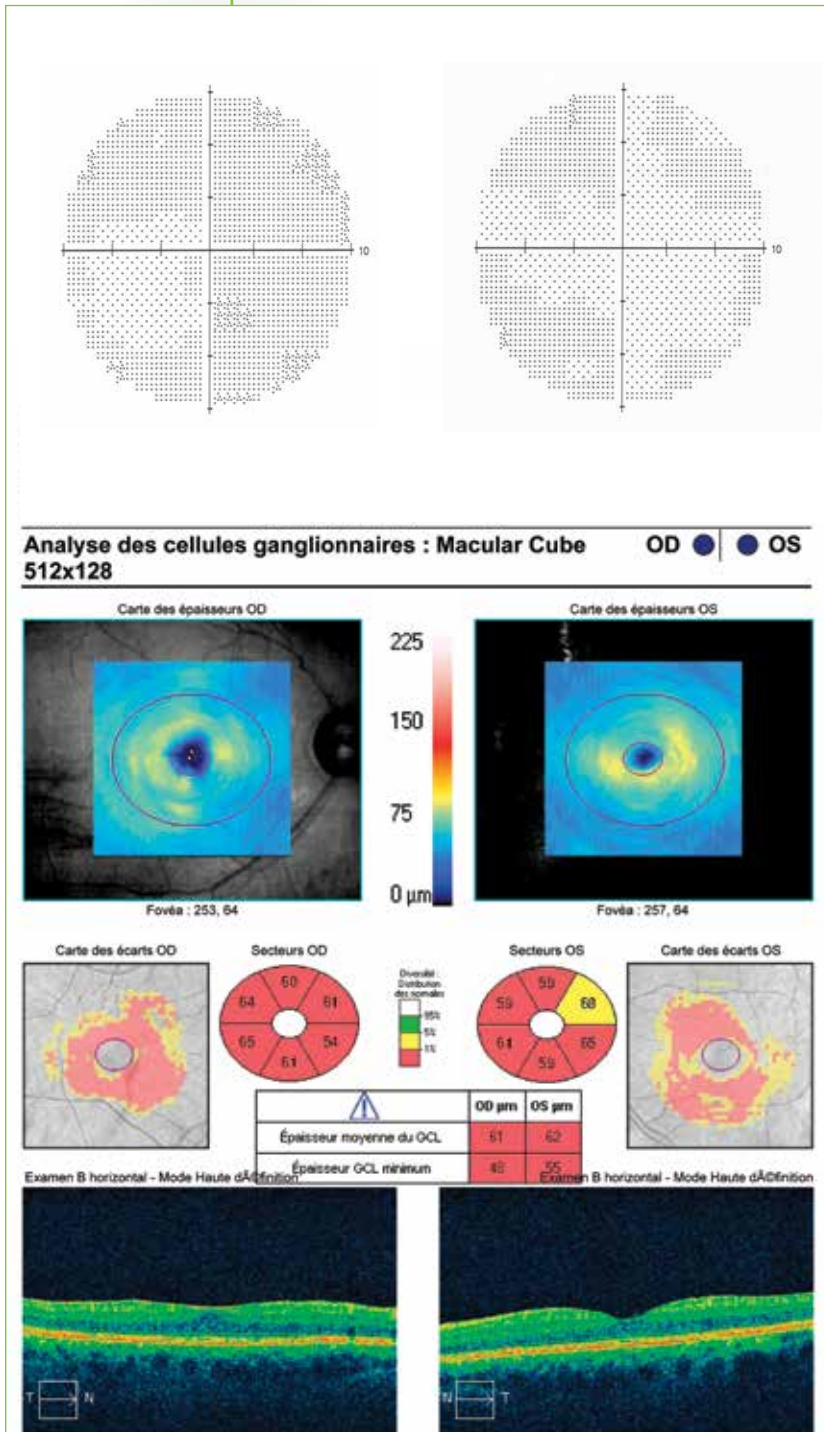 10
10
Analyse des cellules ganglionnaires : Macular Cube 512x128
OD OS
Carte des épaisseurs OD
Carte des épaisseurs OS
225
150
75
0 µm
Fovéa : 253, 64
Fovéa : 257, 64
Carte des écarts OD
Secteurs OD
Diversité :
Distribution
des normales
95%
5%
1%
Secteurs OS
Carte des écarts OS
60
64
61
65
54
61
59
59
68
61
65
59
OD µm
OS µm
Épaisseur moyenne du GCL
61
62
Épaisseur GCL minimum
48
55
Examen B horizontal - Mode Haute dÃ©finition
Examen B horizontal - Mode Haute dÃ©finition
T N
N T